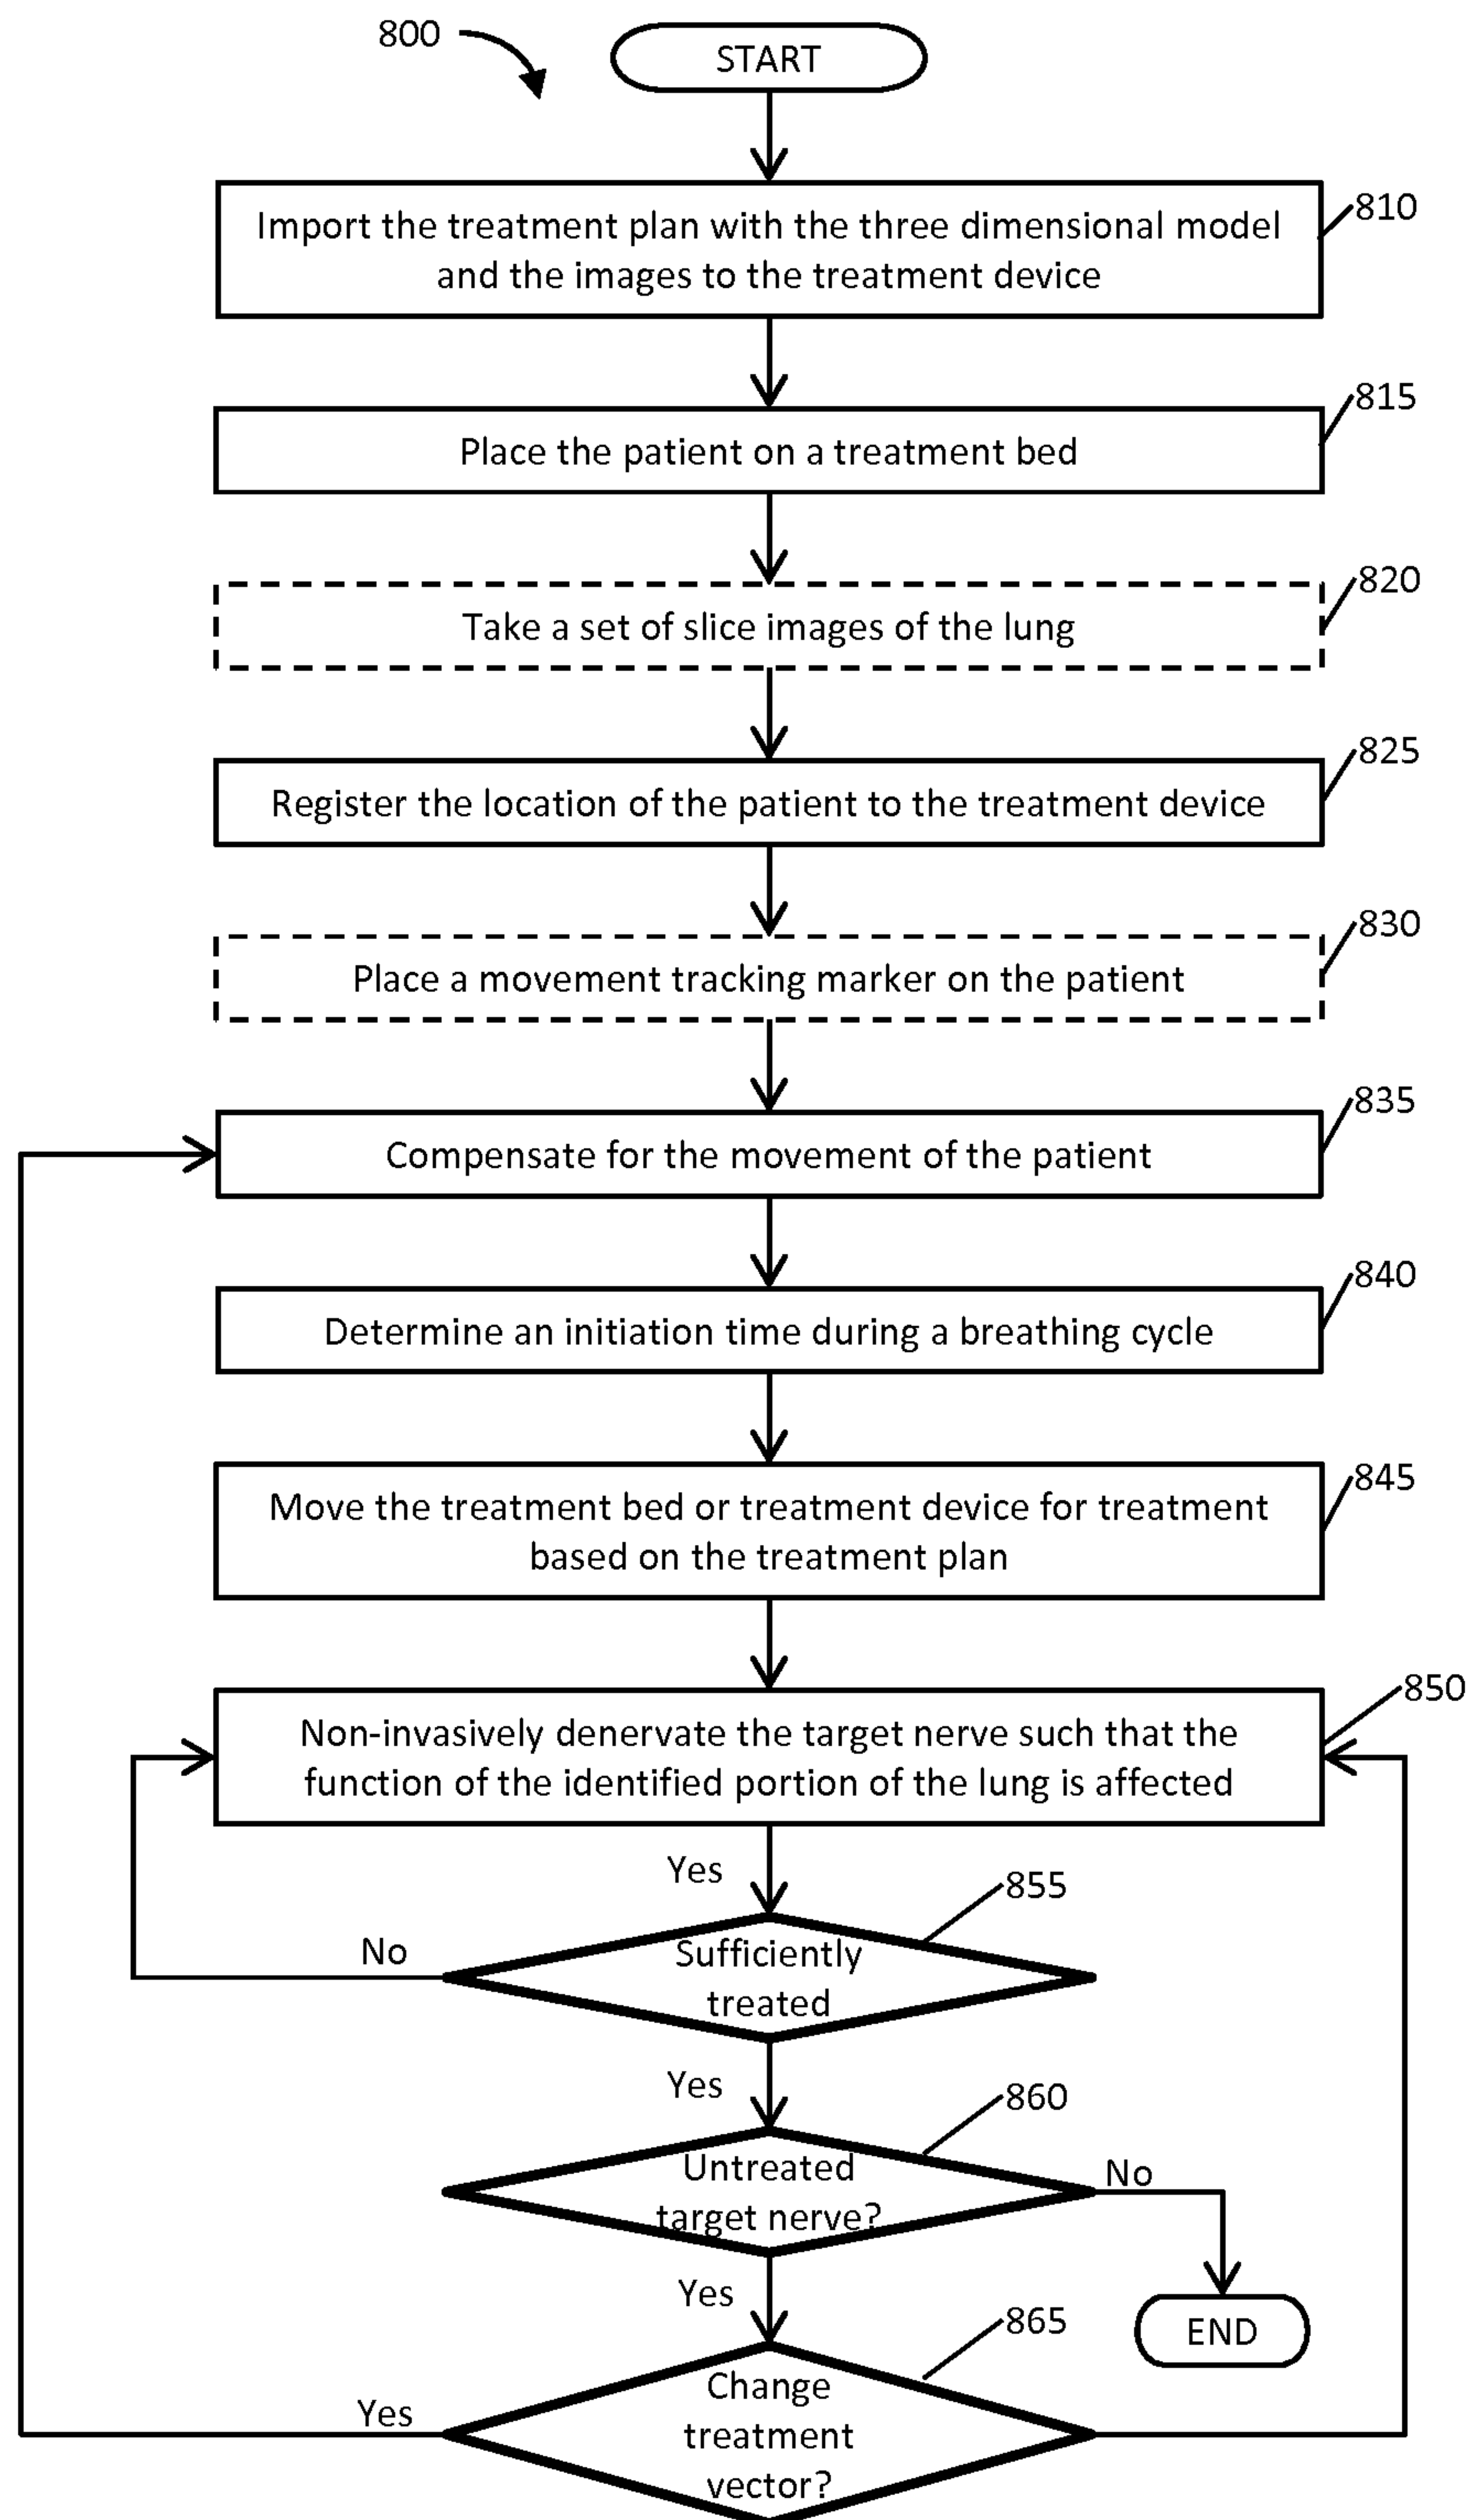 800
START
Import the treatment plan with the three dimensional model
and the images to the treatment device
810
Place the patient on a treatment bed
815
Take a set of slice images of the lung
820
Register the location of the patient to the treatment device
825
Place a movement tracking marker on the patient
830
Compensate for the movement of the patient
835
Determine an initiation time during a breathing cycle
840
Move the treatment bed or treatment device for treatment
based on the treatment plan
845
Non-invasively denervate the target nerve such that the
function of the identified portion of the lung is affected
850
Yes
855
No
Sufficiently
treated
Yes
860
Untreated
target nerve?
No
Yes
END
865
Yes
Change
treatment
vector?